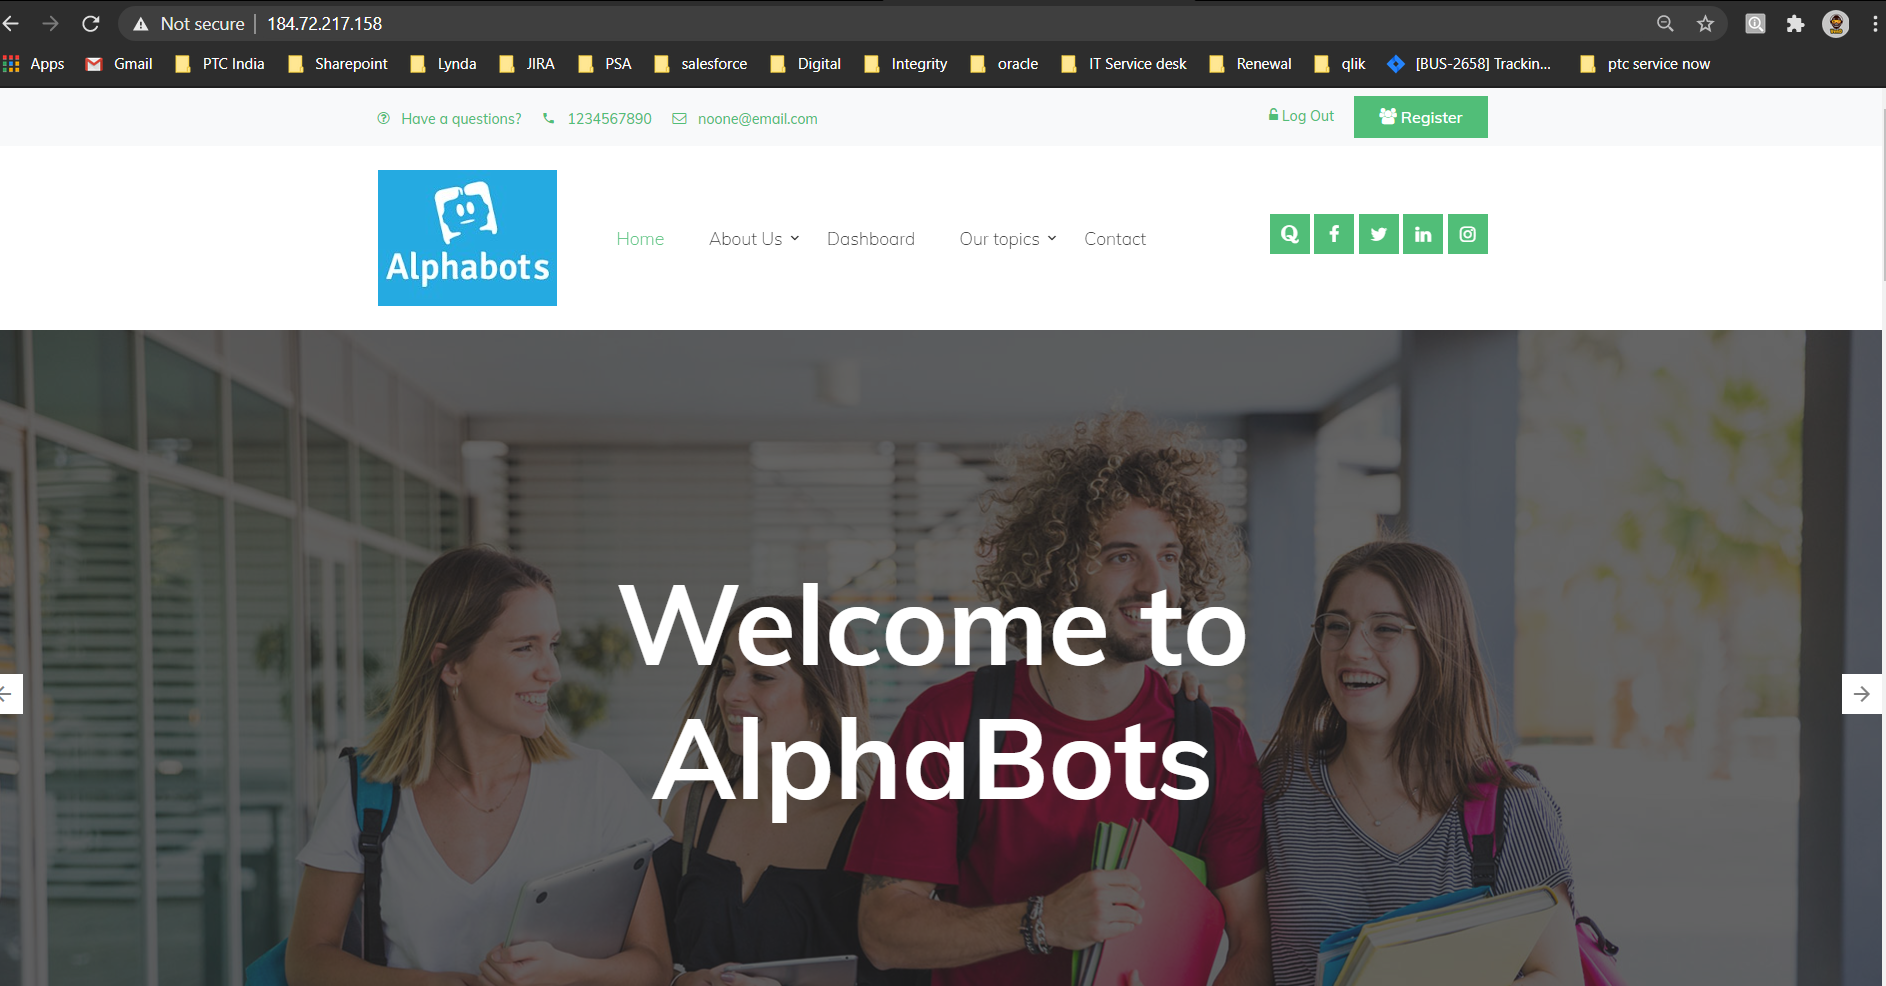 Not secure | 184.72.217.158
Apps Gmail PTC India Sharepoint Lynda JIRA PSA salesforce Digital Integrity oracle IT Service desk Renewal qlik [BUS-2658] Trackin... ptc service now
Have a questions? 1234567890 noone@email.com Log Out Register
Alphabots
Home About Us Dashboard Our topics Contact
Welcome to
AlphaBots